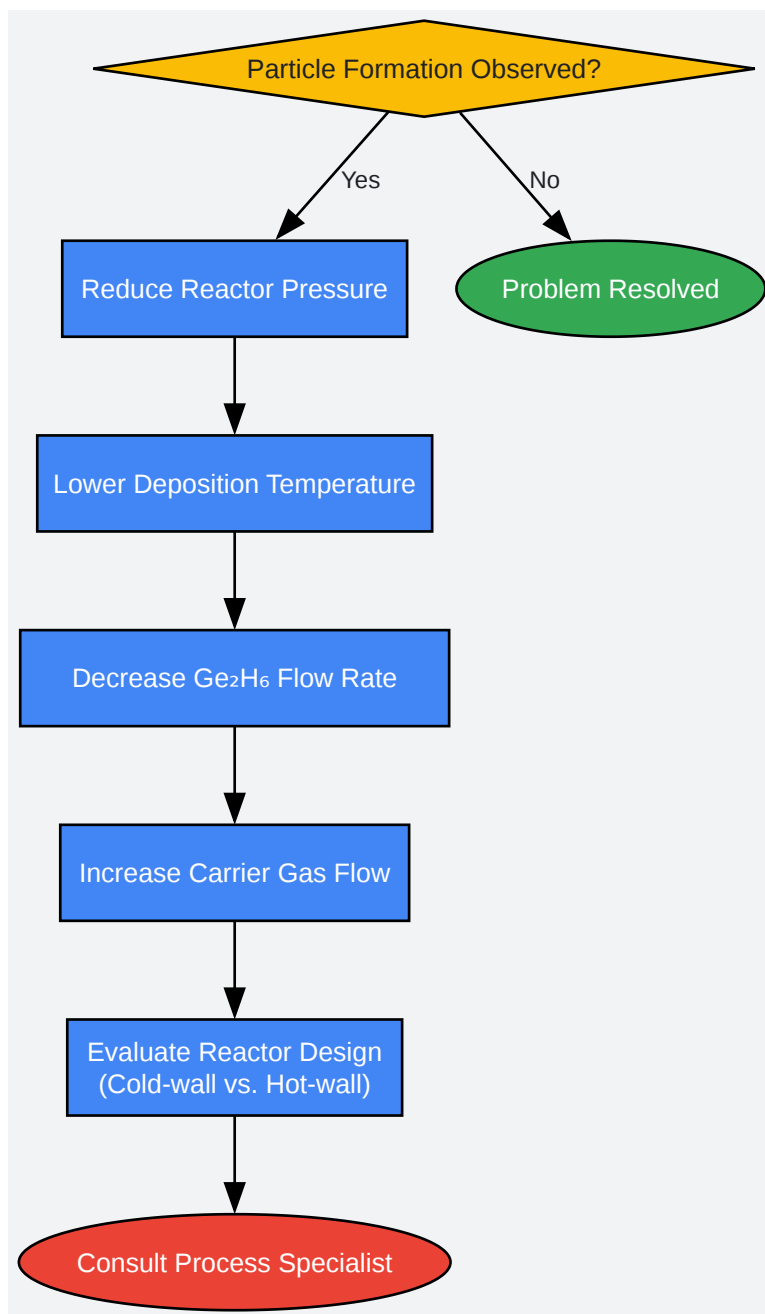 Particle Formation Observed?
Yes
No
Reduce Reactor Pressure
Problem Resolved
Lower Deposition Temperature
Decrease Ge₂H₆ Flow Rate
Increase Carrier Gas Flow
Evaluate Reactor Design
(Cold-wall vs. Hot-wall)
Consult Process Specialist